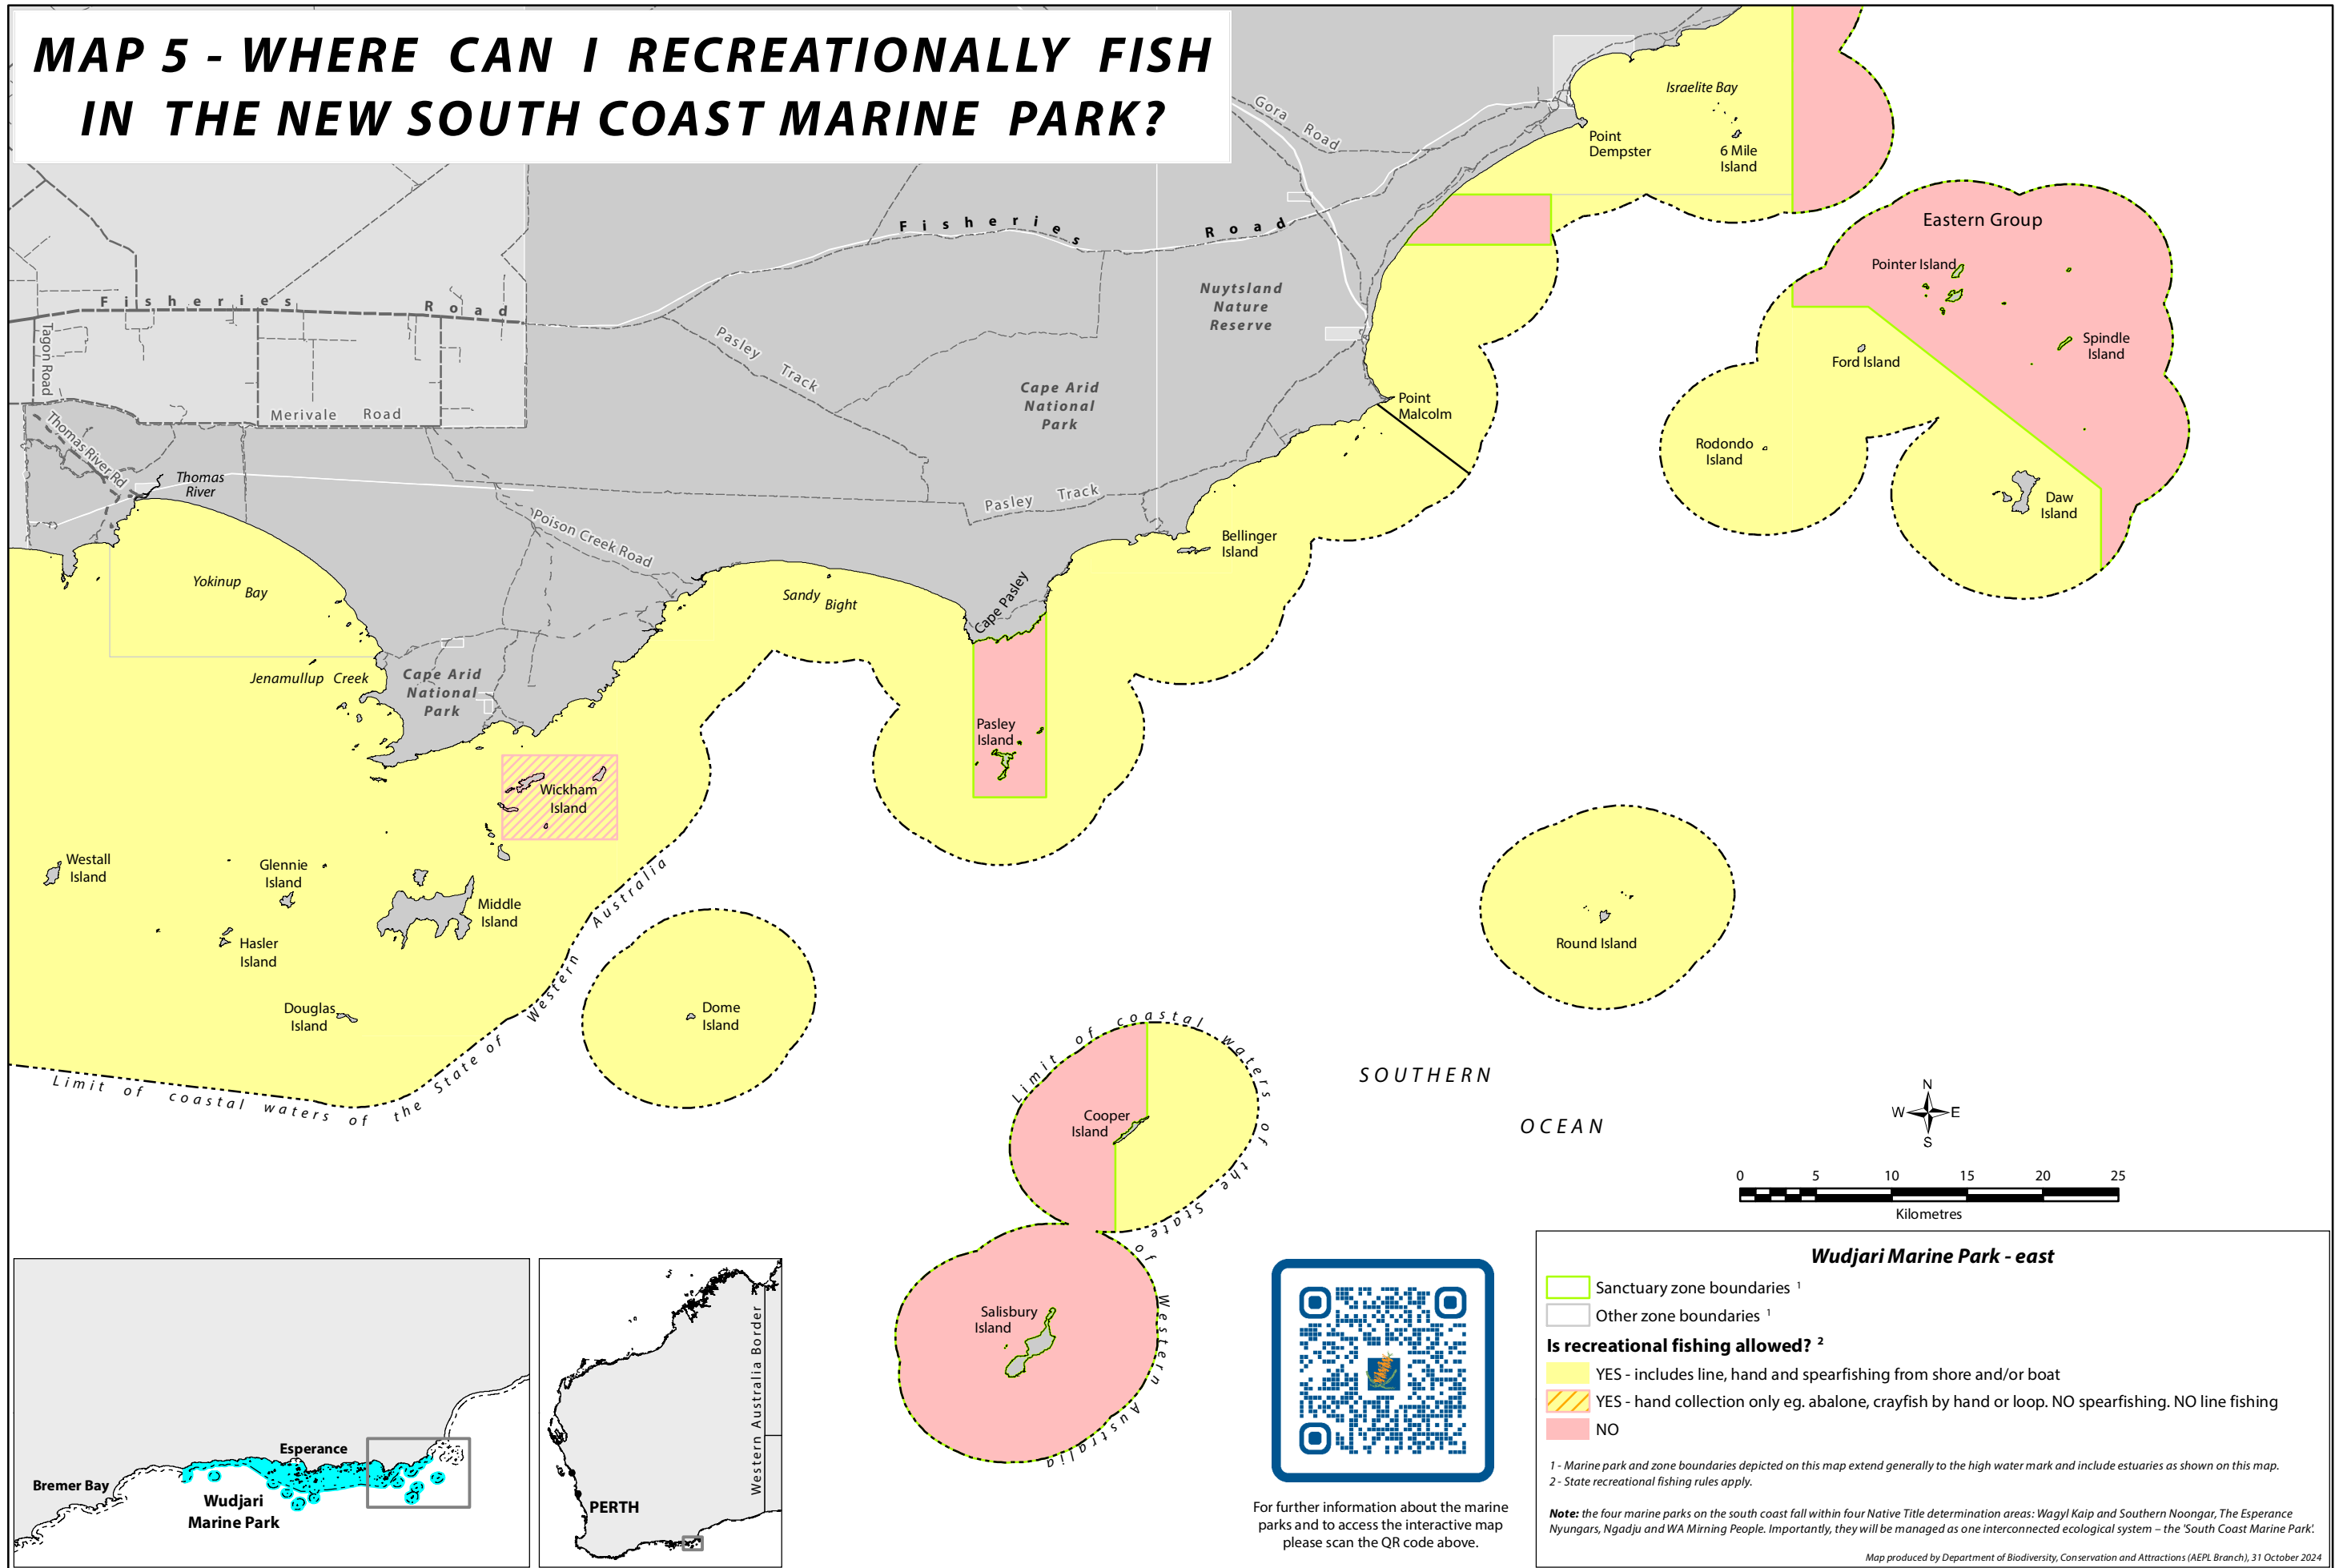 MAP 5 - WHERE CAN I RECREATIONALLY FISH
IN THE NEW SOUTH COAST MARINE PARK?
Gora Road
Israelite Bay
Point
Dempster
6 Mile
Island
Fisheries Road
Eastern Group
Pointer Island
Nuytsland
Nature
Reserve
Fisheries Road
Tagon Road
Pasley Track
Spindle
Island
Ford Island
Cape Arid
National
Park
Point
Malcolm
Merivale Road
Thomas River Rd
Rodondo
Island
Thomas
River
Pasley Track
Daw
Island
Poison Creek Road
Bellinger
Island
Yokinup Bay
Sandy Bight
Cape Pasley
Jenamullup Creek
Cape Arid
National
Park
Pasley
Island
Wickham
Island
Westall
Island
Glennie
Island
Middle
Island
Hasler
Island
Round Island
Douglas
Island
Dome
Island
Limit of coastal waters of the State of Western Australia
Limit of coastal waters of the State of Western Australia
Cooper
Island
SOUTHERN
OCEAN
N
W E
S
0 5 10 15 20 25
Kilometres
Salisbury
Island
Esperance
Bremer Bay
Wudjari
Marine Park
Western Australia Border
PERTH
For further information about the marine
parks and to access the interactive map
please scan the QR code above.
Wudjari Marine Park - east
Sanctuary zone boundaries 1
Other zone boundaries 1
Is recreational fishing allowed? 2
YES - includes line, hand and spearfishing from shore and/or boat
YES - hand collection only eg. abalone, crayfish by hand or loop. NO spearfishing. NO line fishing
NO
1 - Marine park and zone boundaries depicted on this map extend generally to the high water mark and include estuaries as shown on this map.
2 - State recreational fishing rules apply.
Note: the four marine parks on the south coast fall within four Native Title determination areas: Wagyl Kaip and Southern Noongar, The Esperance
Nyungars, Ngadju and WA Mirning People. Importantly, they will be managed as one interconnected ecological system – the 'South Coast Marine Park'.
Map produced by Department of Biodiversity, Conservation and Attractions (AEPL Branch), 31 October 2024